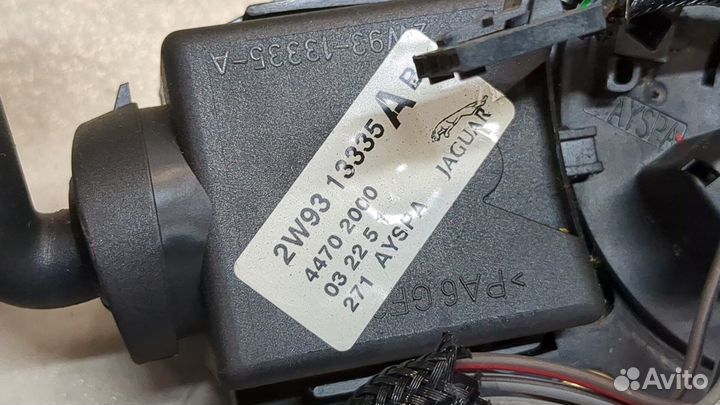 2W93-13335-A
2W93 13335 AB
4470 2000
03 22 5
271 AYSPA
JAGUAR
AYSPA
>PA6GF
Avito